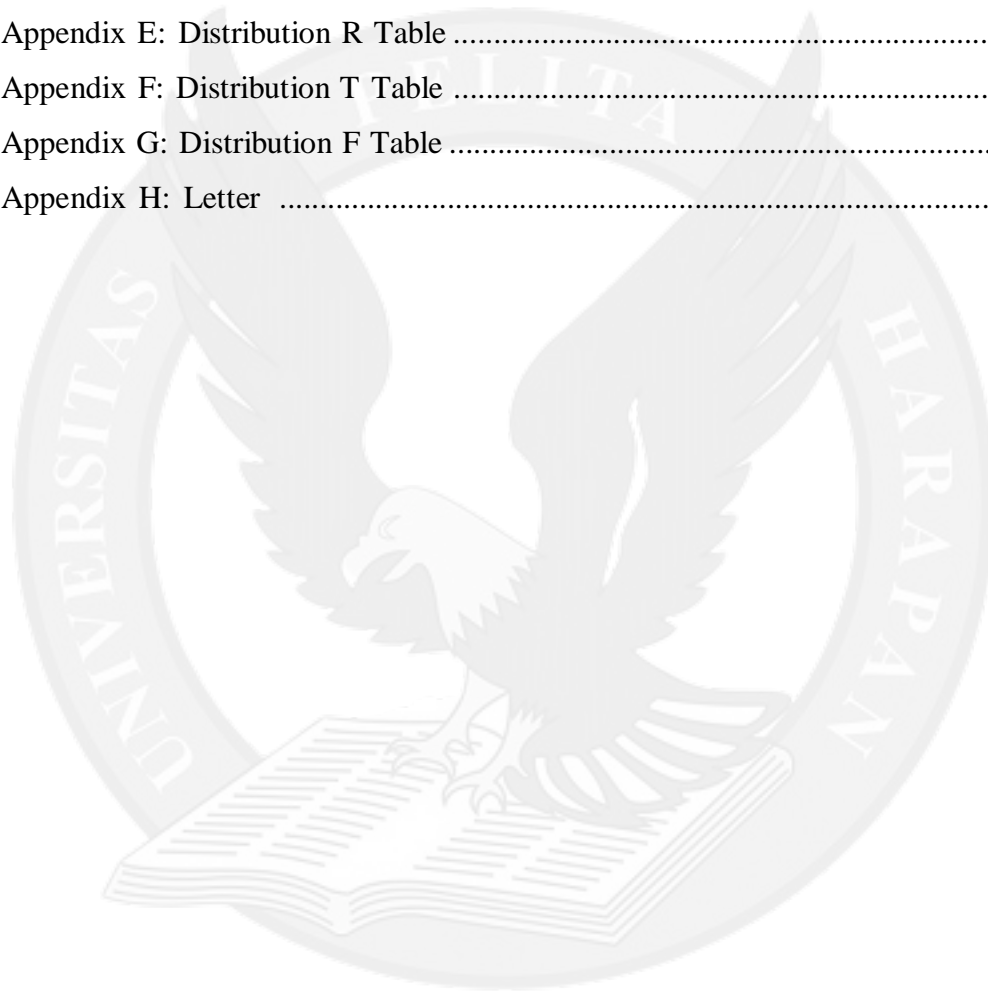 Appendix E: Distribution R Table ..................................................................
Appendix F: Distribution T Table ..................................................................
Appendix G: Distribution F Table ..................................................................
Appendix H: Letter ........................................................................................
UNIVERSITAS PELITA HARAPAN